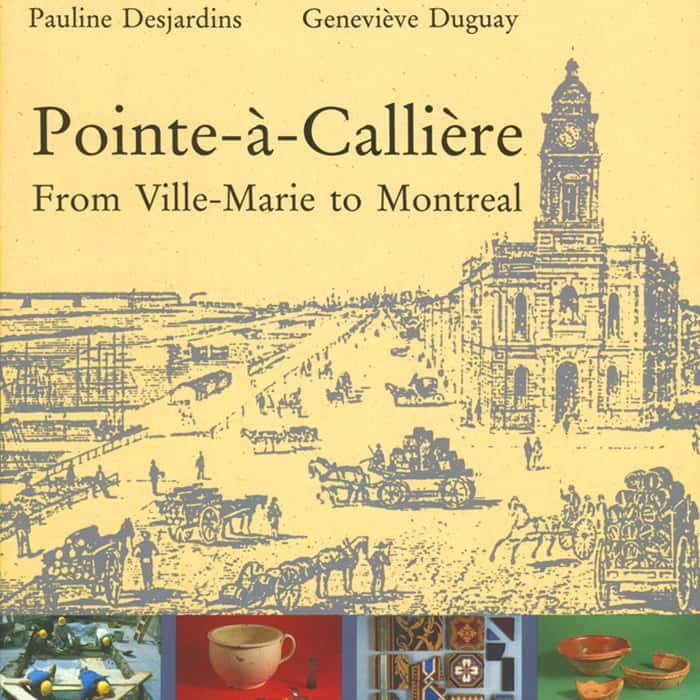 Pauline Desjardins Geneviève Duguay
Pointe-à-Callière
From Ville-Marie to Montreal